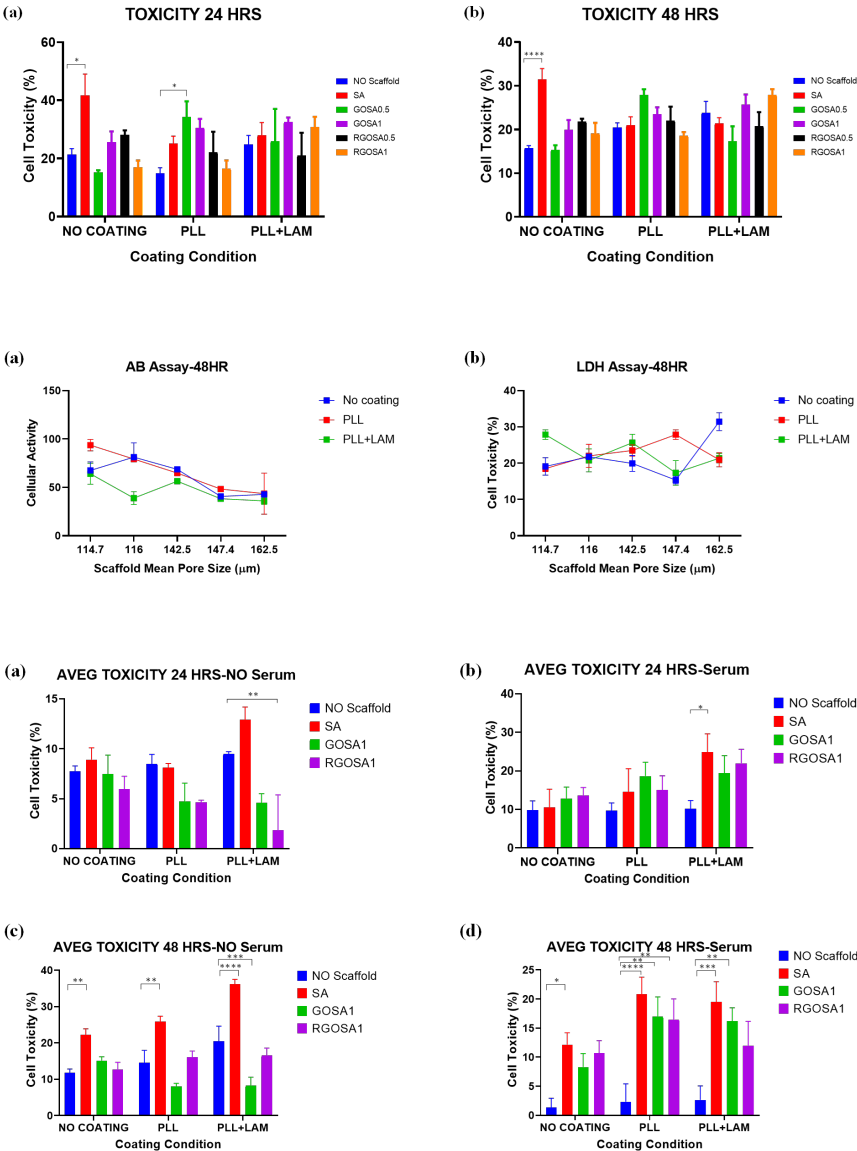 (a)
TOXICITY 24 HRS
60
40
20
0
Cell Toxicity (%)
*
*
NO COATING PLL PLL+LAM
Coating Condition
NO Scaffold
SA
GOSA0.5
GOSA1
RGOSA0.5
RGOSA1
(b)
TOXICITY 48 HRS
40
30
20
10
0
Cell Toxicity (%)
****
NO COATING PLL PLL+LAM
Coating Condition
NO Scaffold
SA
GOSA0.5
GOSA1
RGOSA0.5
RGOSA1
(a)
AB Assay-48HR
150
100
50
0
Cellular Activity
114.7 116 142.5 147.4 162.5
Scaffold Mean Pore Size (μm)
No coating
PLL
PLL+LAM
(b)
LDH Assay-48HR
40
30
20
10
0
Cell Toxicity (%)
114.7 116 142.5 147.4 162.5
Scaffold Mean Pore Size (μm)
No coating
PLL
PLL+LAM
(a)
AVEG TOXICITY 24 HRS-NO Serum
15
10
5
0
Cell Toxicity (%)
**
NO COATING PLL PLL+LAM
Coating Condition
NO Scaffold
SA
GOSA1
RGOSA1
(b)
AVEG TOXICITY 24 HRS-Serum
40
30
20
10
0
Cell Toxicity (%)
*
NO COATING PLL PLL+LAM
Coating Condition
NO Scaffold
SA
GOSA1
RGOSA1
(c)
AVEG TOXICITY 48 HRS-NO Serum
40
30
20
10
0
Cell Toxicity (%)
**
**
***
****
NO COATING PLL PLL+LAM
Coating Condition
NO Scaffold
SA
GOSA1
RGOSA1
(d)
AVEG TOXICITY 48 HRS-Serum
25
20
15
10
5
0
Cell Toxicity (%)
*
**
**
****
**
***
NO COATING PLL PLL+LAM
Coating Condition
NO Scaffold
SA
GOSA1
RGOSA1